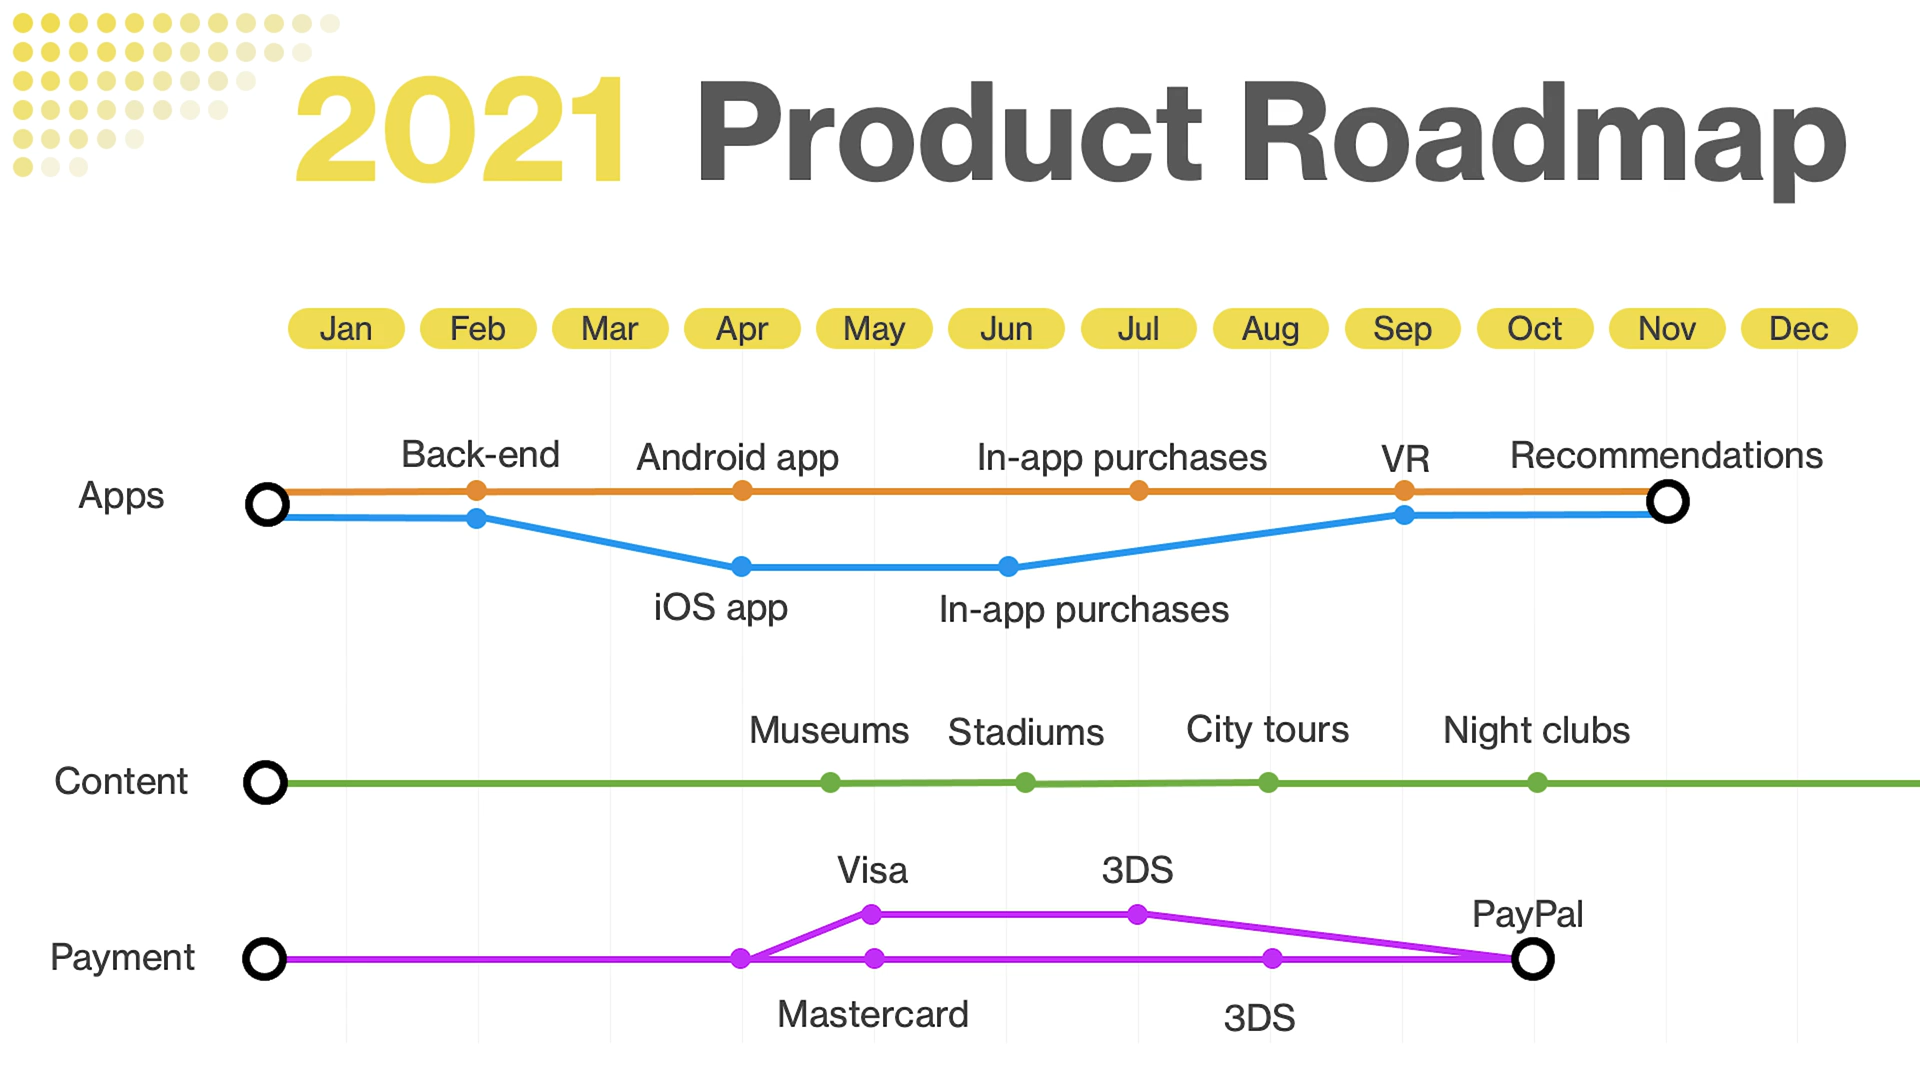 2021 Product Roadmap
Jan Feb Mar Apr May Jun Jul Aug Sep Oct Nov Dec
Back-end Android app In-app purchases VR Recommendations
Apps
iOS app In-app purchases
Museums Stadiums City tours Night clubs
Content
Visa 3DS
PayPal
Payment
Mastercard 3DS